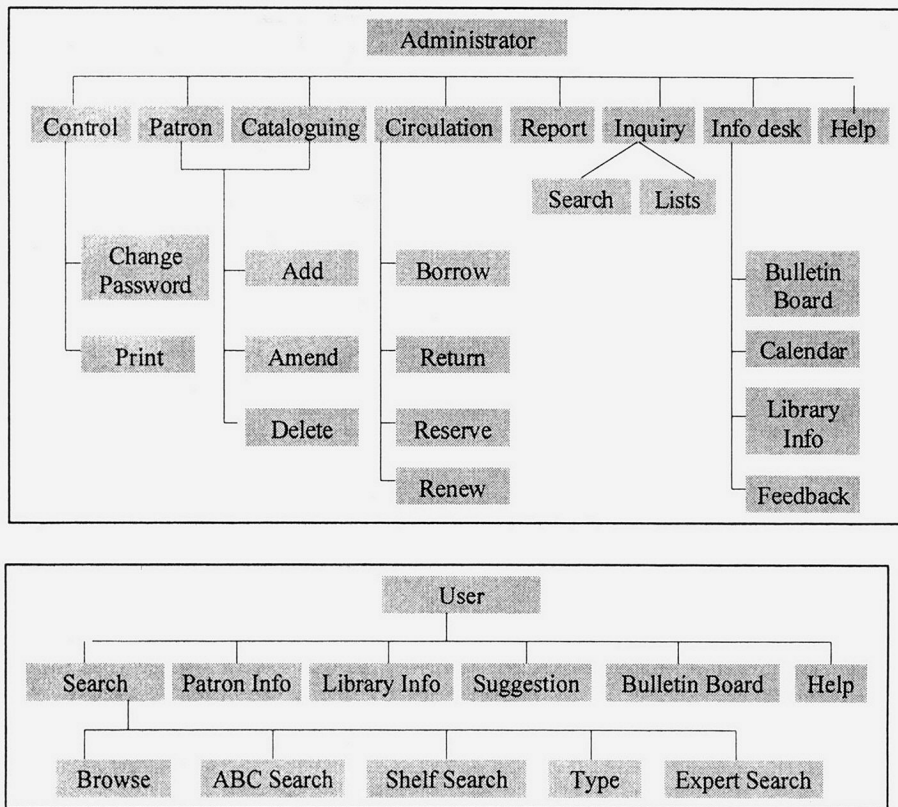 Administrator
Control Patron Cataloguing Circulation Report Inquiry Info desk Help
Search Lists
Change
Password
Add
Borrow
Bulletin
Board
Print
Amend
Return
Calendar
Delete
Reserve
Library
Info
Renew
Feedback
User
Search Patron Info Library Info Suggestion Bulletin Board Help
Browse ABC Search Shelf Search Type Expert Search